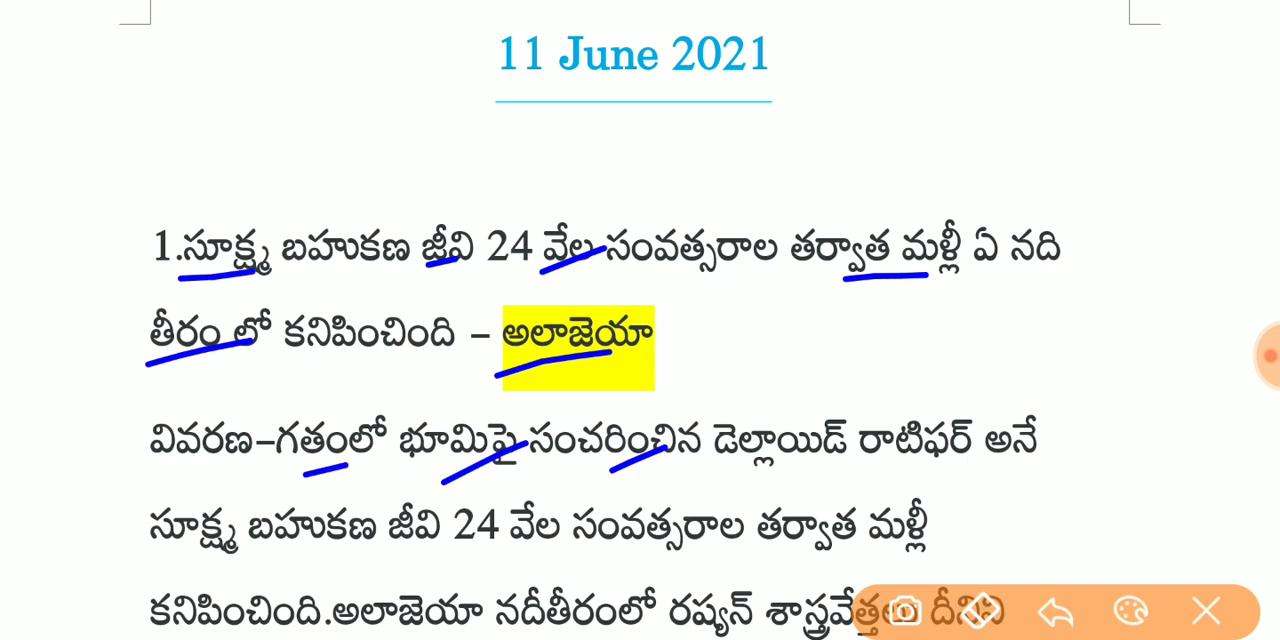 11 June 2021
1.సూక్ష్మ బహుకణ జీవి 24 వేల సంవత్సరాల తర్వాత మళ్లీ ఏ నది
తీరం లో కనిపించింది – అలాజెయా
వివరణ–గతంలో భూమిపై సంచరించిన డెల్లాయిడ్ రాటిఫర్ అనే
సూక్ష్మ బహుకణ జీవి 24 వేల సంవత్సరాల తర్వాత మళ్లీ
కనిపించింది.అలాజెయా నదీతీరంలో రష్యన్ శాస్త్రవేత్తలు దీనిని